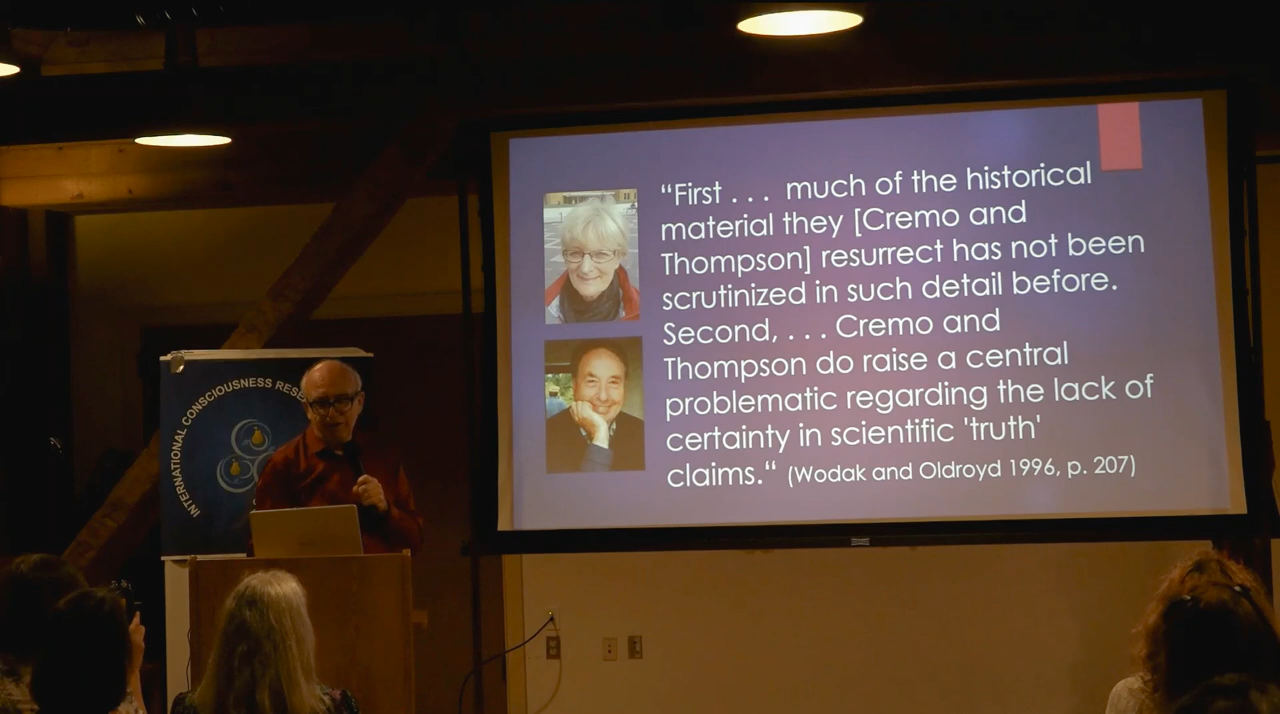 INTERNATIONAL CONSCIOUSNESS
“First . . . much of the historical
material they [Cremo and
Thompson] resurrect has not been
scrutinized in such detail before.
Second, . . . Cremo and
Thompson do raise a central
problematic regarding the lack of
certainty in scientific 'truth'
claims.“ (Wodak and Oldroyd 1996, p. 207)